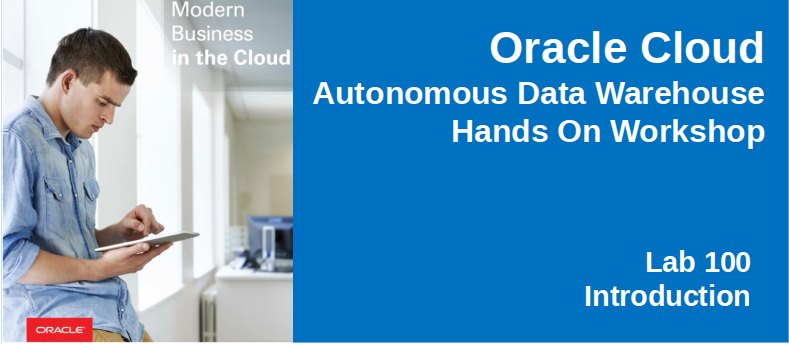 Modern
Business
in the Cloud
ORACLE
Oracle Cloud
Autonomous Data Warehouse
Hands On Workshop
Lab 100
Introduction